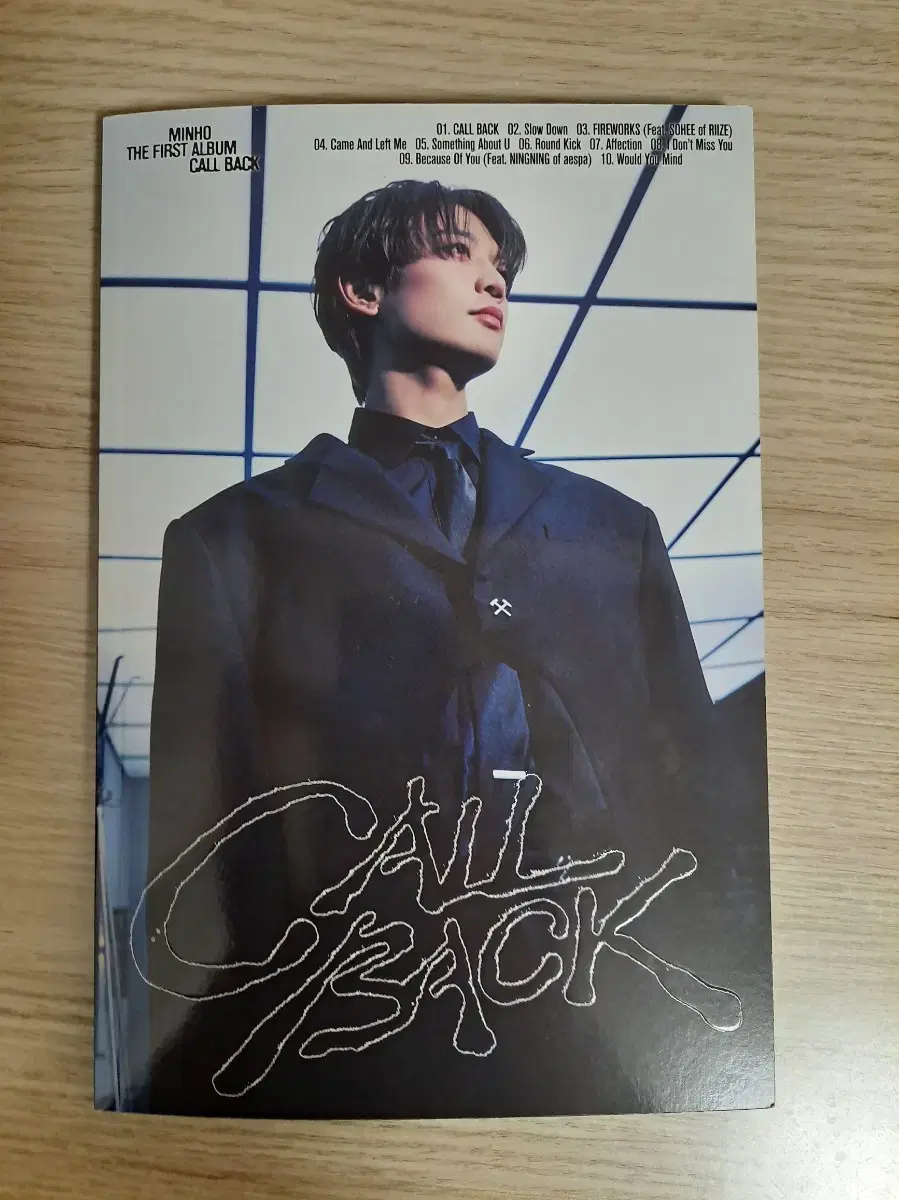 MINHO
THE FIRST ALBUM
CALL BACK
01. CALL BACK 02. Slow Down 03. FIREWORKS (Feat. SOHEE of RIIZE)
04. Came And Left Me 05. Something About U 06. Round Kick 07. Affection 08. I Don't Miss You
09. Because Of You (Feat. NINGNING of aespa) 10. Would You Mind
CALL
BACK